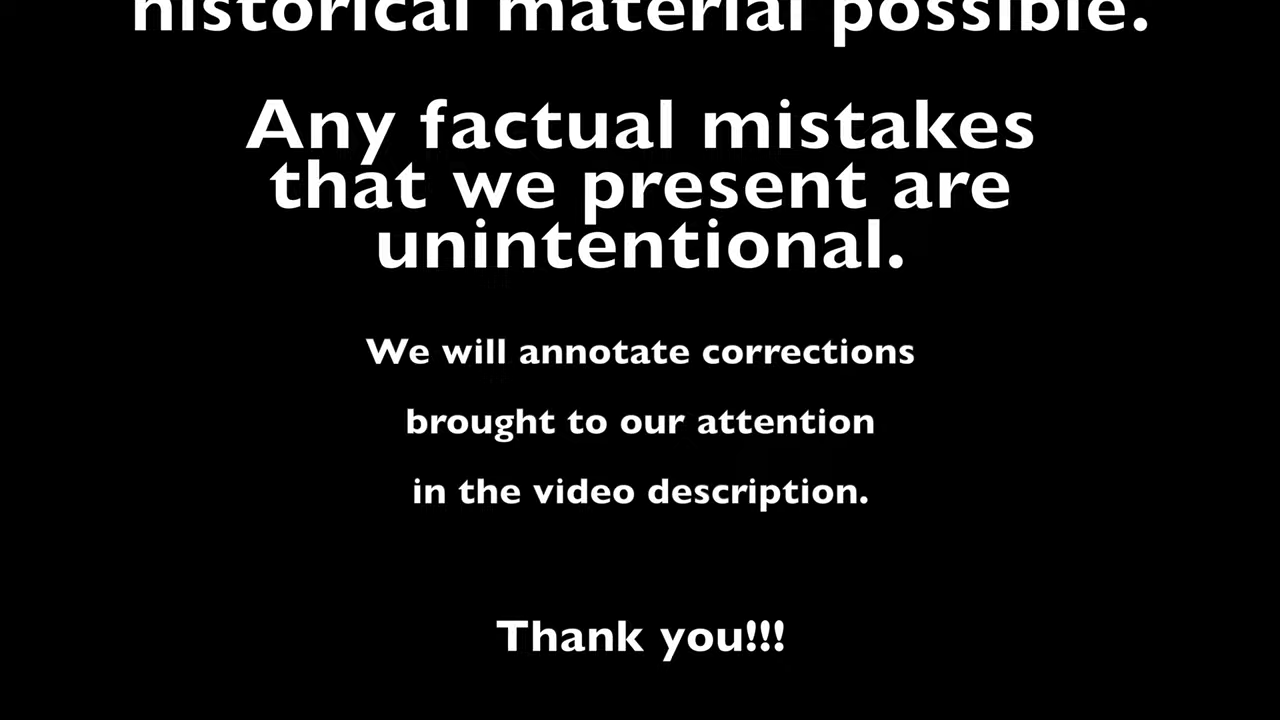 historical material possible.
Any factual mistakes
that we present are
unintentional.
We will annotate corrections
brought to our attention
in the video description.
Thank you!!!